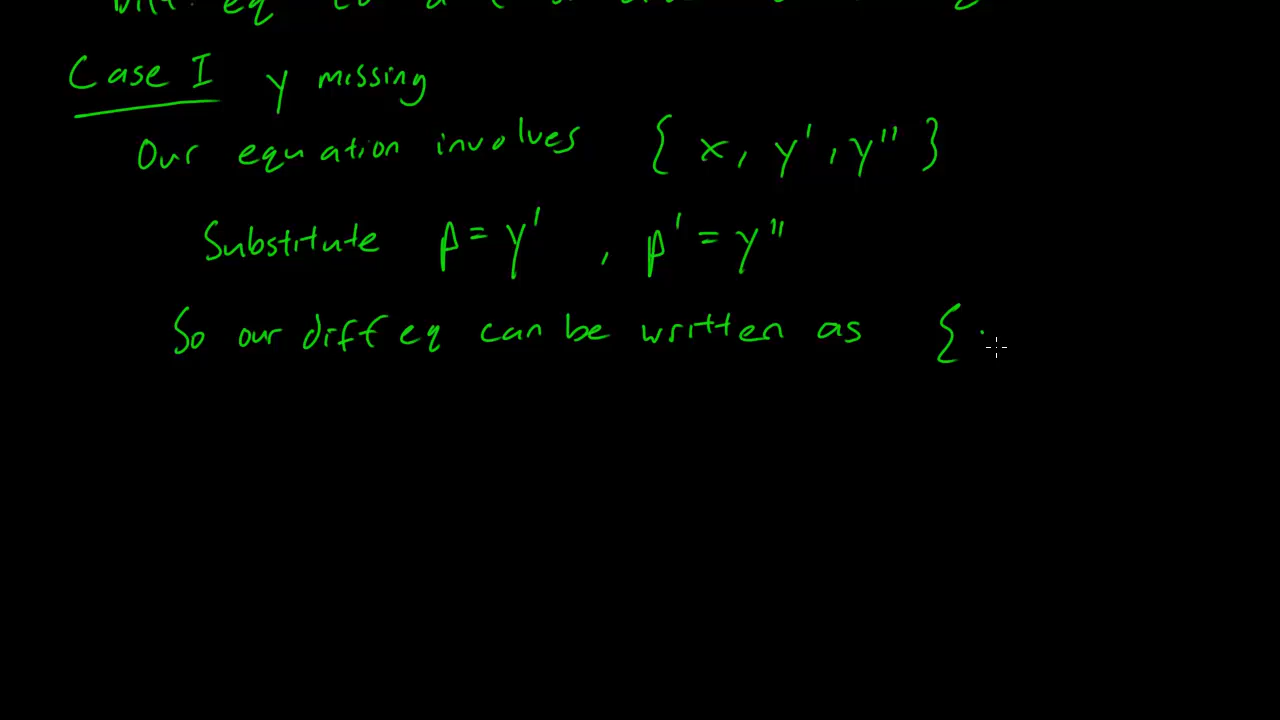 Case I y missing
Our equation involves { x, y', y'' }
Substitute p = y' , p' = y''
So our diff eq can be written as {